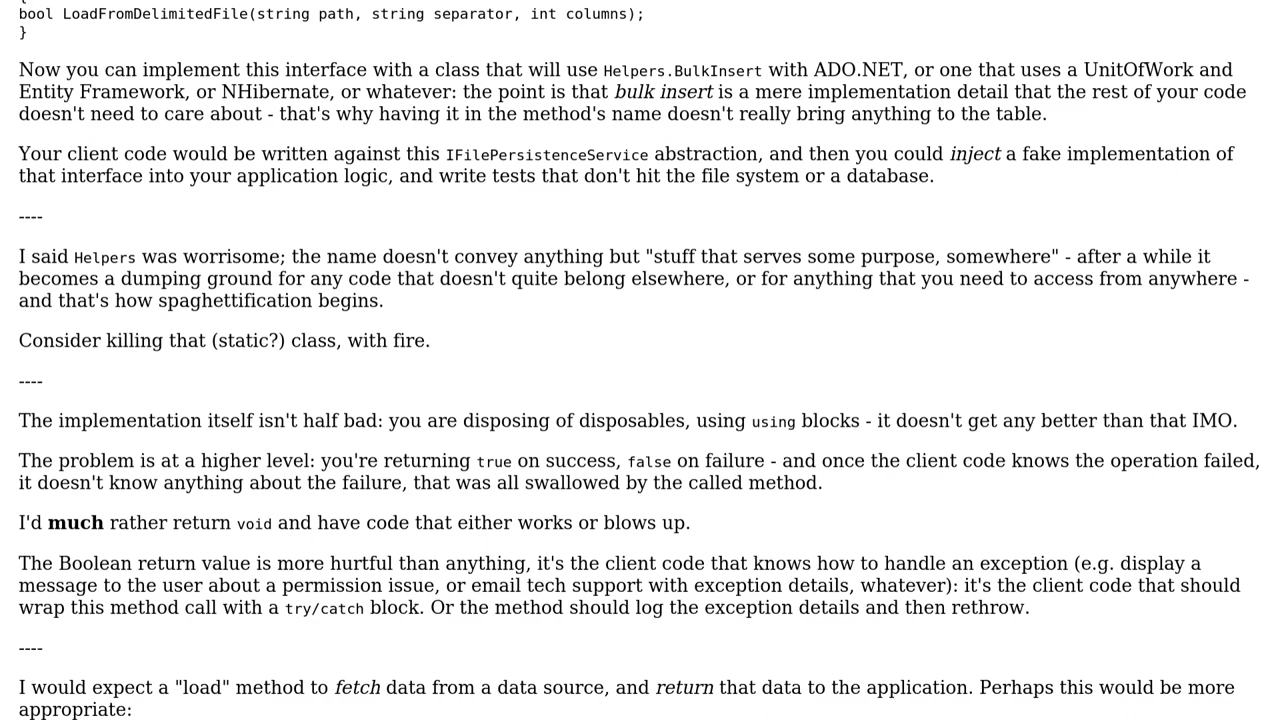 bool LoadFromDelimitedFile(string path, string separator, int columns);
}
Now you can implement this interface with a class that will use Helpers.BulkInsert with ADO.NET, or one that uses a UnitOfWork and
Entity Framework, or NHibernate, or whatever: the point is that bulk insert is a mere implementation detail that the rest of your code
doesn't need to care about - that's why having it in the method's name doesn't really bring anything to the table.
Your client code would be written against this IFilePersistenceService abstraction, and then you could inject a fake implementation of
that interface into your application logic, and write tests that don't hit the file system or a database.
----
I said Helpers was worrisome; the name doesn't convey anything but "stuff that serves some purpose, somewhere" - after a while it
becomes a dumping ground for any code that doesn't quite belong elsewhere, or for anything that you need to access from anywhere -
and that's how spaghettification begins.
Consider killing that (static?) class, with fire.
----
The implementation itself isn't half bad: you are disposing of disposables, using using blocks - it doesn't get any better than that IMO.
The problem is at a higher level: you're returning true on success, false on failure - and once the client code knows the operation failed,
it doesn't know anything about the failure, that was all swallowed by the called method.
I'd much rather return void and have code that either works or blows up.
The Boolean return value is more hurtful than anything, it's the client code that knows how to handle an exception (e.g. display a
message to the user about a permission issue, or email tech support with exception details, whatever): it's the client code that should
wrap this method call with a try/catch block. Or the method should log the exception details and then rethrow.
----
I would expect a "load" method to fetch data from a data source, and return that data to the application. Perhaps this would be more
appropriate: